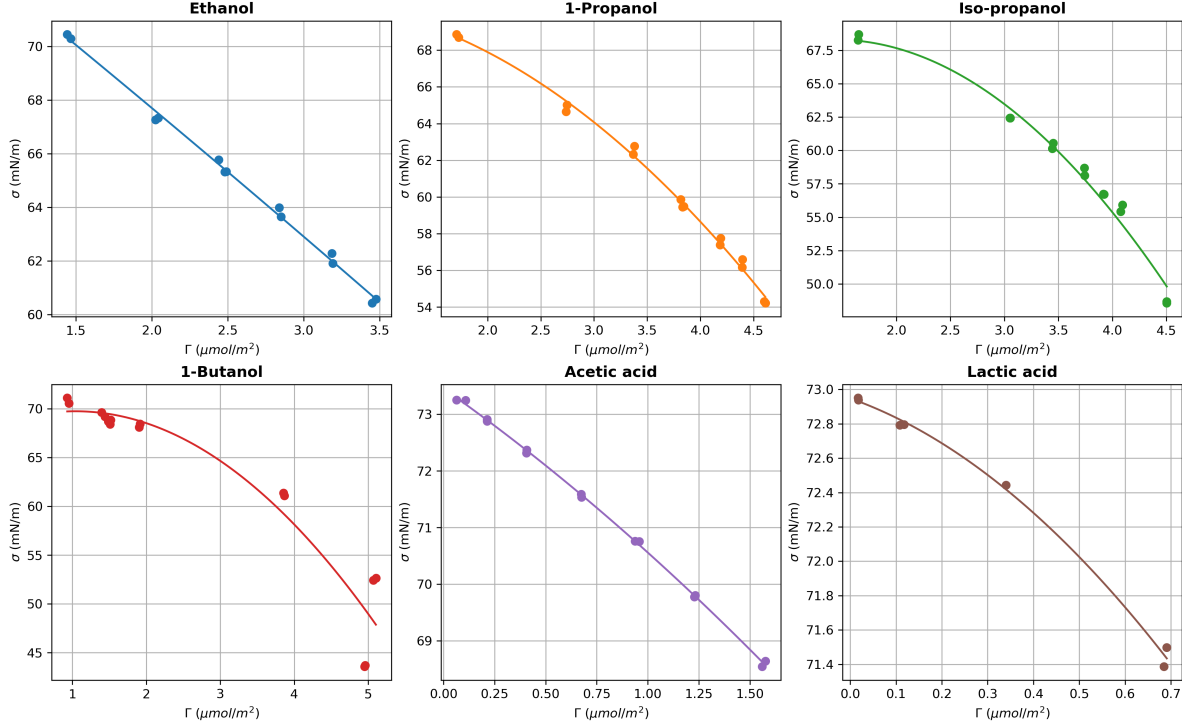 Ethanol
1-Propanol
Iso-propanol
σ (mN/m)
70
68
66
64
62
60
1.5 2.0 2.5 3.0 3.5
Γ (μmol/m²)
σ (mN/m)
68
66
64
62
60
58
56
54
2.0 2.5 3.0 3.5 4.0 4.5
Γ (μmol/m²)
σ (mN/m)
67.5
65.0
62.5
60.0
57.5
55.0
52.5
50.0
2.0 2.5 3.0 3.5 4.0 4.5
Γ (μmol/m²)
1-Butanol
Acetic acid
Lactic acid
σ (mN/m)
70
65
60
55
50
45
1 2 3 4 5
Γ (μmol/m²)
σ (mN/m)
73
72
71
70
69
0.00 0.25 0.50 0.75 1.00 1.25 1.50
Γ (μmol/m²)
σ (mN/m)
73.0
72.8
72.6
72.4
72.2
72.0
71.8
71.6
71.4
0.0 0.1 0.2 0.3 0.4 0.5 0.6 0.7
Γ (μmol/m²)